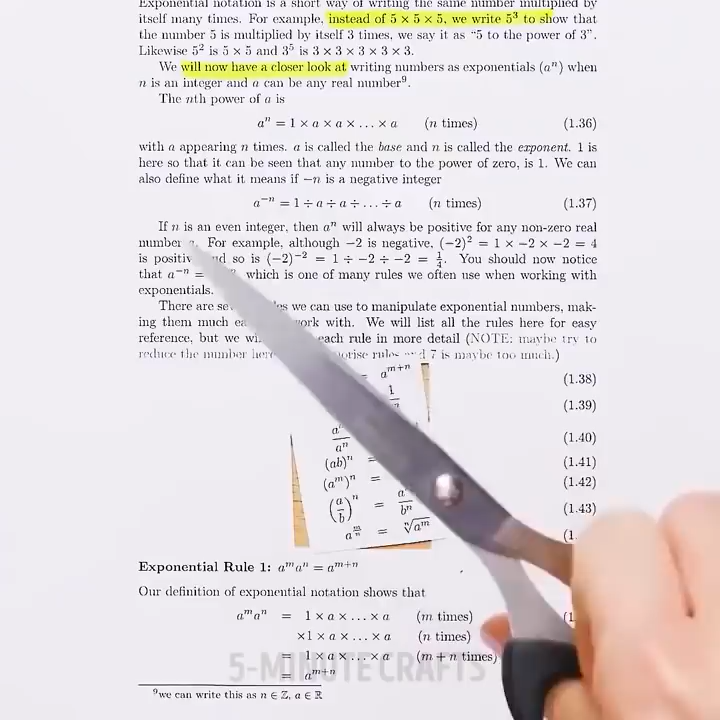 Exponential notation is a short way of writing the same number multiplied by
itself many times. For example, instead of 5 × 5 × 5, we write 5³ to show that
the number 5 is multiplied by itself 3 times, we say it as “5 to the power of 3”.
Likewise 5² is 5 × 5 and 3⁵ is 3 × 3 × 3 × 3 × 3.
We will now have a closer look at writing numbers as exponentials (aⁿ) when
n is an integer and a can be any real number⁹.
The nth power of a is
aⁿ = 1 × a × a × . . . × a (n times) (1.36)
with a appearing n times. a is called the base and n is called the exponent. 1 is
here so that it can be seen that any number to the power of zero, is 1. We can
also define what it means if −n is a negative integer
a⁻ⁿ = 1 ÷ a ÷ a ÷ . . . ÷ a (n times) (1.37)
If n is an even integer, then aⁿ will always be positive for any non-zero real
number For example, although −2 is negative, (−2)² = 1 × −2 × −2 = 4
is and so is (−2)⁻² = 1 ÷ −2 ÷ −2 = 1/4. You should now notice
that a⁻ⁿ = , which is one of many rules we often use when working with
exponentials.
There are we can use to manipulate exponential numbers, mak-
ing them much with. We will list all the rules here for easy
reference, but we each rule in more detail (NOTE: maybe try to
reduce the number here rules 7 is maybe too much.)
= aᵐ⁺ⁿ (1.38)
1 (1.39)
aⁿ (1.40)
(ab)ⁿ = (1.41)
(aᵐ)ⁿ = (1.42)
(a/b)ⁿ = aⁿ/bⁿ (1.43)
a^(m/n) = ⁿ√aᵐ (1.
Exponential Rule 1: aᵐaⁿ = aᵐ⁺ⁿ
Our definition of exponential notation shows that
aᵐaⁿ = 1 × a × . . . × a (m times) (1
×1 × a × . . . × a (n times)
= 1 × a × . . . × a (m + n times)
= aᵐ⁺ⁿ
5-MINUTE CRAFTS
⁹we can write this as n ∈ ℤ, a ∈ ℝ